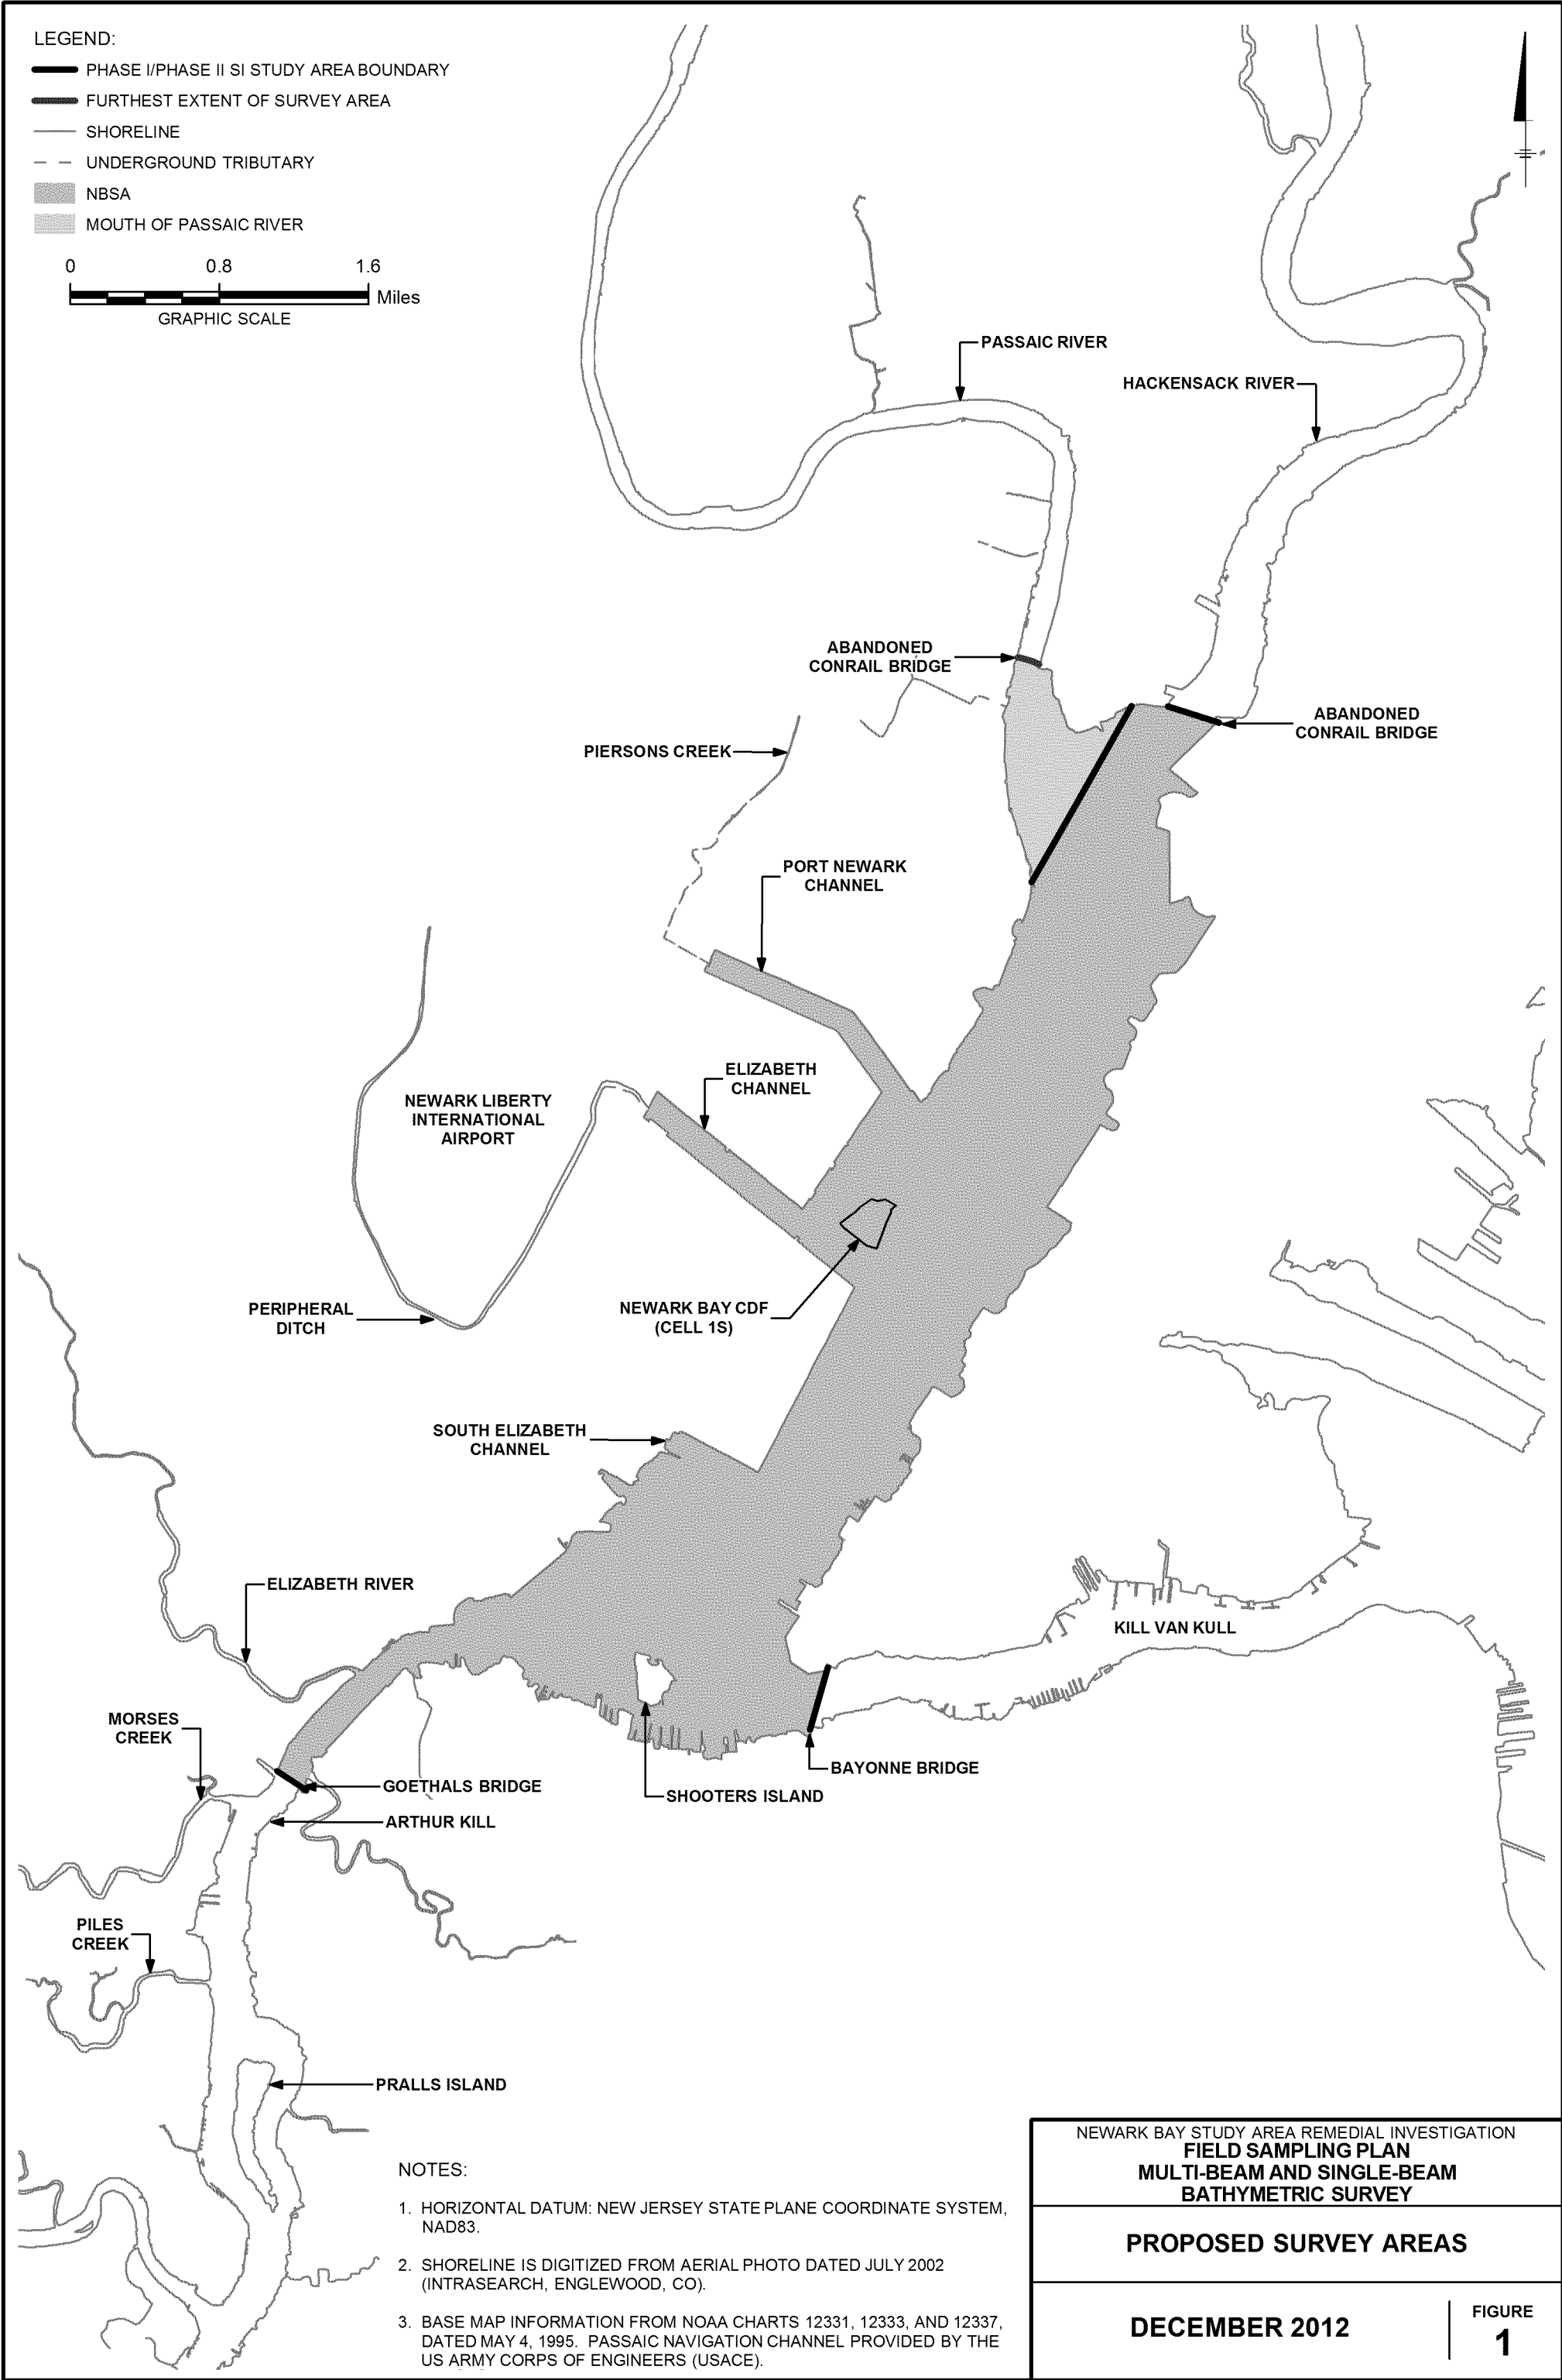 LEGEND:
PHASE I/PHASE II SI STUDY AREA BOUNDARY
FURTHEST EXTENT OF SURVEY AREA
SHORELINE
UNDERGROUND TRIBUTARY
NBSA
MOUTH OF PASSAIC RIVER
0 0.8 1.6
Miles
GRAPHIC SCALE
PASSAIC RIVER
HACKENSACK RIVER
ABANDONED
CONRAIL BRIDGE
ABANDONED
CONRAIL BRIDGE
PIERSONS CREEK
PORT NEWARK
CHANNEL
ELIZABETH
CHANNEL
NEWARK LIBERTY
INTERNATIONAL
AIRPORT
PERIPHERAL
DITCH
NEWARK BAY CDF
(CELL 1S)
SOUTH ELIZABETH
CHANNEL
ELIZABETH RIVER
KILL VAN KULL
MORSES
CREEK
GOETHALS BRIDGE
BAYONNE BRIDGE
SHOOTERS ISLAND
ARTHUR KILL
PILES
CREEK
PRALLS ISLAND
NOTES:
1. HORIZONTAL DATUM: NEW JERSEY STATE PLANE COORDINATE SYSTEM,
NAD83.
2. SHORELINE IS DIGITIZED FROM AERIAL PHOTO DATED JULY 2002
(INTRASEARCH, ENGLEWOOD, CO).
3. BASE MAP INFORMATION FROM NOAA CHARTS 12331, 12333, AND 12337,
DATED MAY 4, 1995. PASSAIC NAVIGATION CHANNEL PROVIDED BY THE
US ARMY CORPS OF ENGINEERS (USACE).
NEWARK BAY STUDY AREA REMEDIAL INVESTIGATION
FIELD SAMPLING PLAN
MULTI-BEAM AND SINGLE-BEAM
BATHYMETRIC SURVEY
PROPOSED SURVEY AREAS
DECEMBER 2012
FIGURE
1